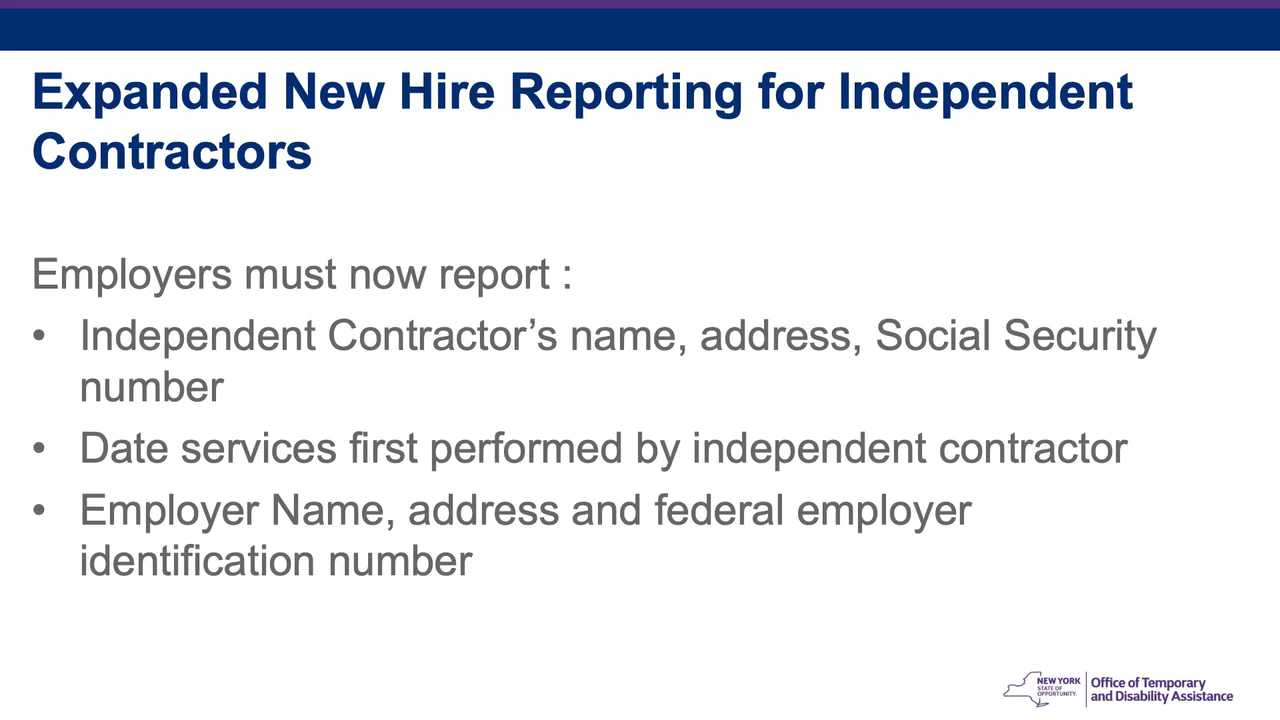 Expanded New Hire Reporting for Independent
Contractors
Employers must now report :
• Independent Contractor’s name, address, Social Security
number
• Date services first performed by independent contractor
• Employer Name, address and federal employer
identification number
NEW YORK
STATE OF
OPPORTUNITY.
Office of Temporary
and Disability Assistance